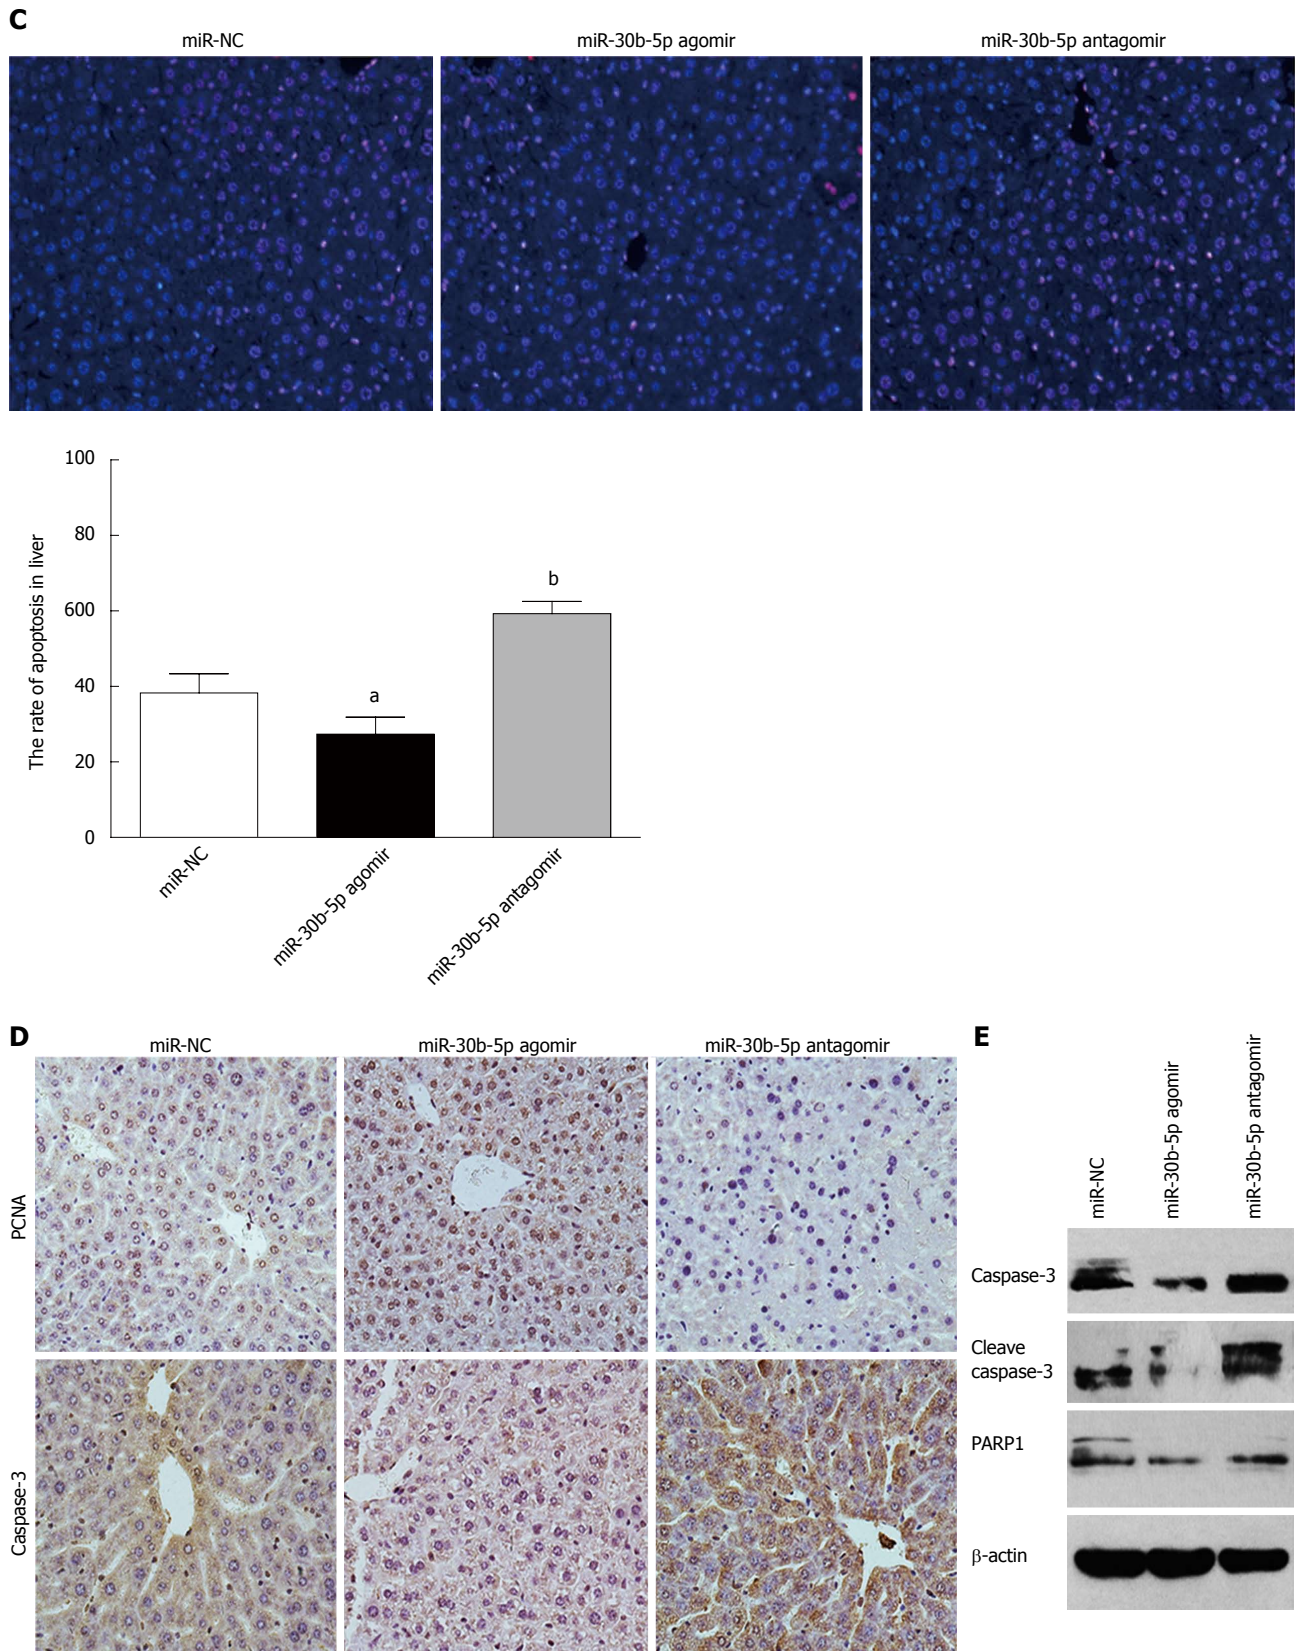 C
miR-NC
miR-30b-5p agomir
miR-30b-5p antagomir
The rate of apoptosis in liver
100
80
600
40
20
0
a
b
miR-NC
miR-30b-5p agomir
miR-30b-5p antagomir
D
miR-NC
miR-30b-5p agomir
miR-30b-5p antagomir
PCNA
Caspase-3
E
miR-NC
miR-30b-5p agomir
miR-30b-5p antagomir
Caspase-3
Cleave
caspase-3
PARP1
β-actin